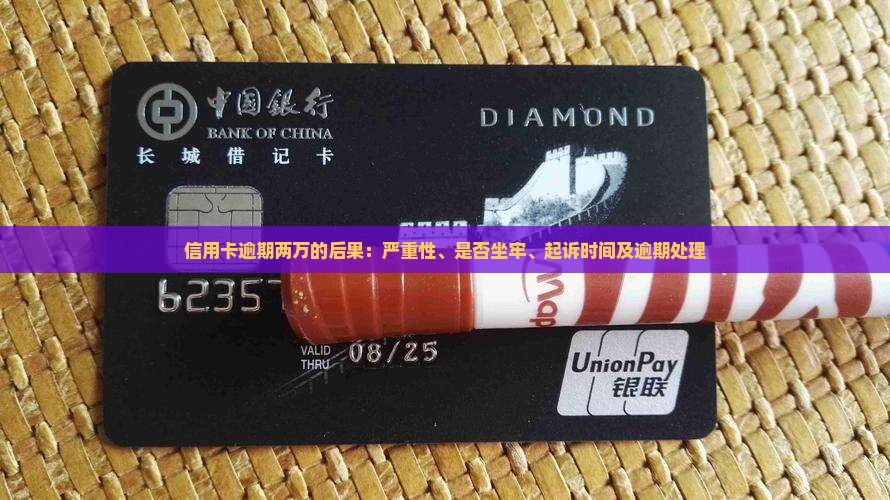 中国银行
BANK OF CHINA
长城借记卡
DIAMOND
信用卡逾期两万的后果：严重性、是否坐牢、起诉时间及逾期处理
6235
VALID
THRU
08/25
UnionPay
银联